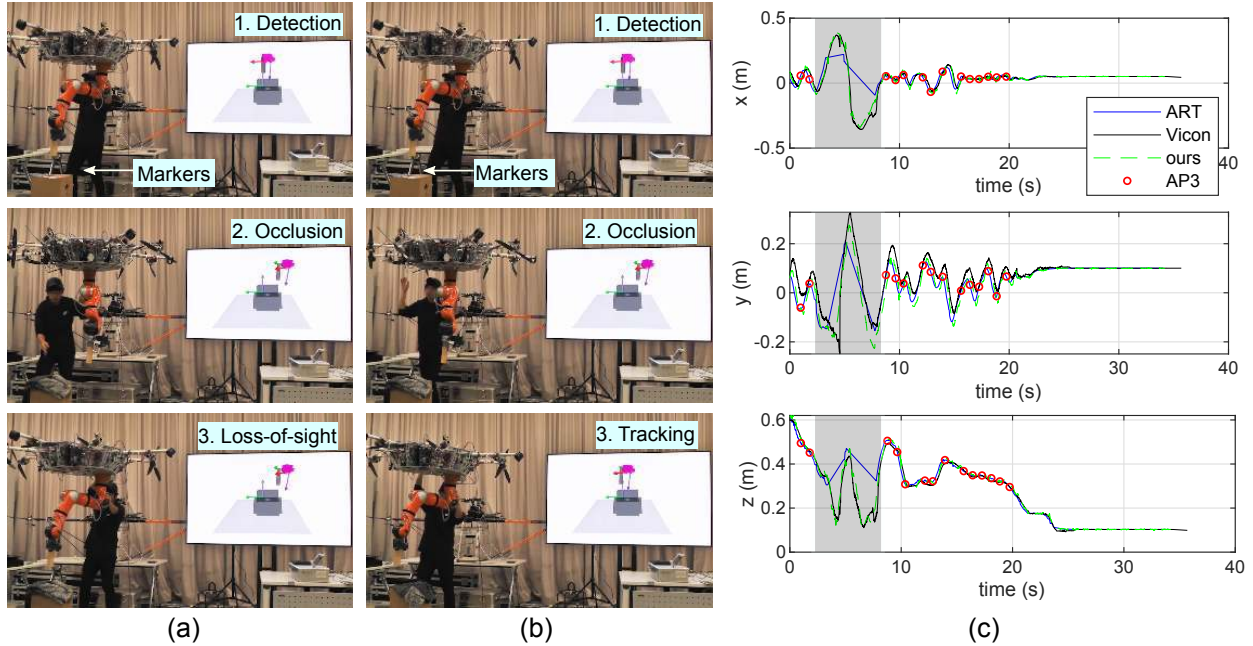 1. Detection
Markers
2. Occlusion
3. Loss-of-sight
(a)
1. Detection
Markers
2. Occlusion
3. Tracking
(b)
0.5
0
-0.5
x (m)
0 10 20 30 40
time (s)
ART
Vicon
ours
AP3
0.2
0
-0.2
y (m)
0 10 20 30 40
time (s)
0.6
0.4
0.2
0
z (m)
0 10 20 30 40
time (s)
(c)